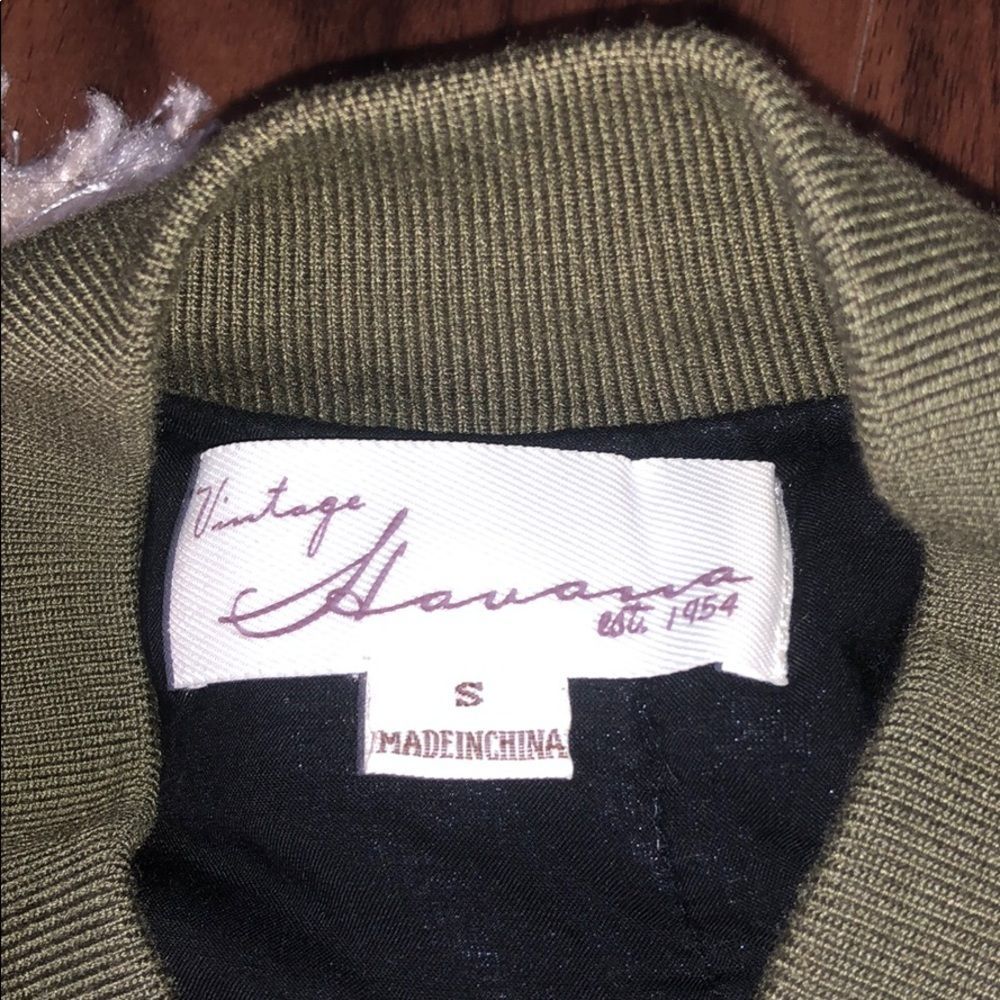 Vintage
Havana
est. 1954
S
MADEINCHINA